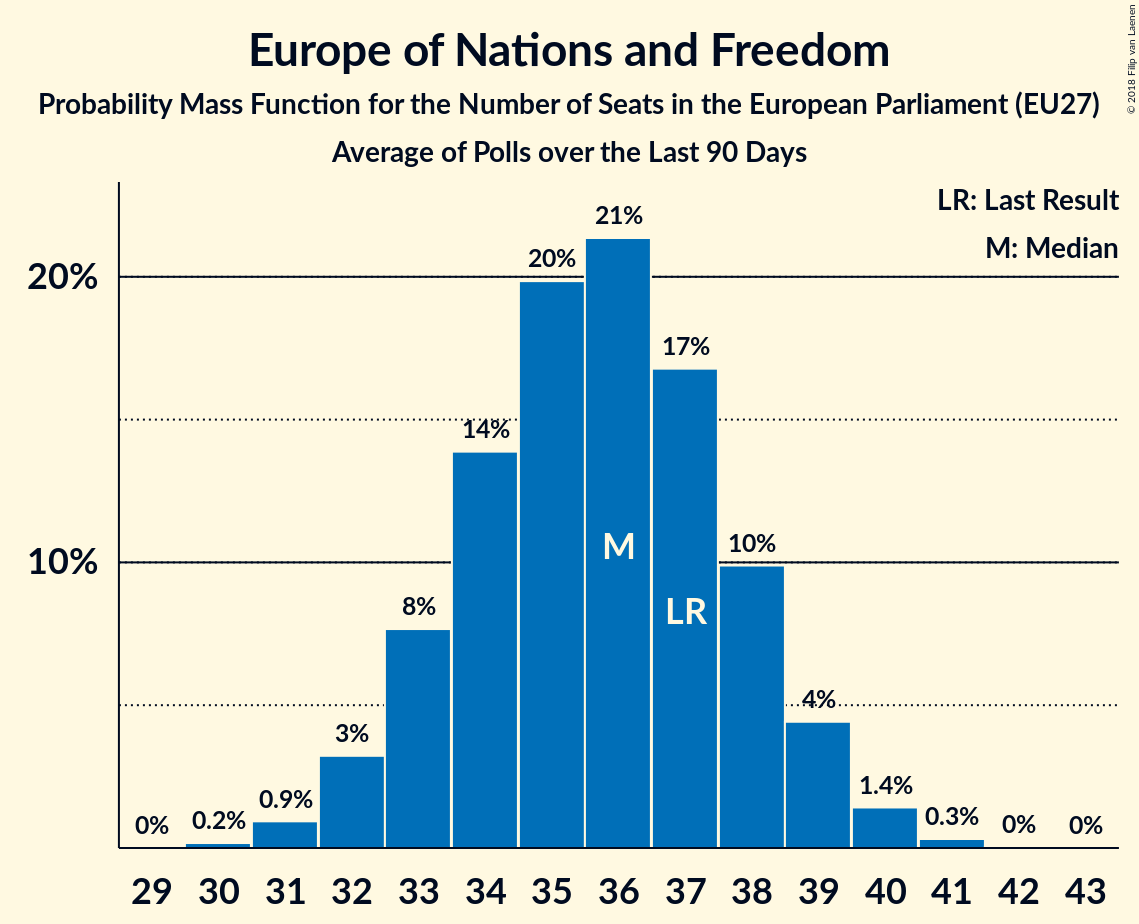 Europe of Nations and Freedom
Probability Mass Function for the Number of Seats in the European Parliament (EU27)
Average of Polls over the Last 90 Days
© 2018 Filip van Laenen
LR: Last Result
M: Median
20%
10%
0%
0.2%
0.9%
3%
8%
14%
20%
21%
17%
10%
4%
1.4%
0.3%
0%
0%
M
LR
29 30 31 32 33 34 35 36 37 38 39 40 41 42 43